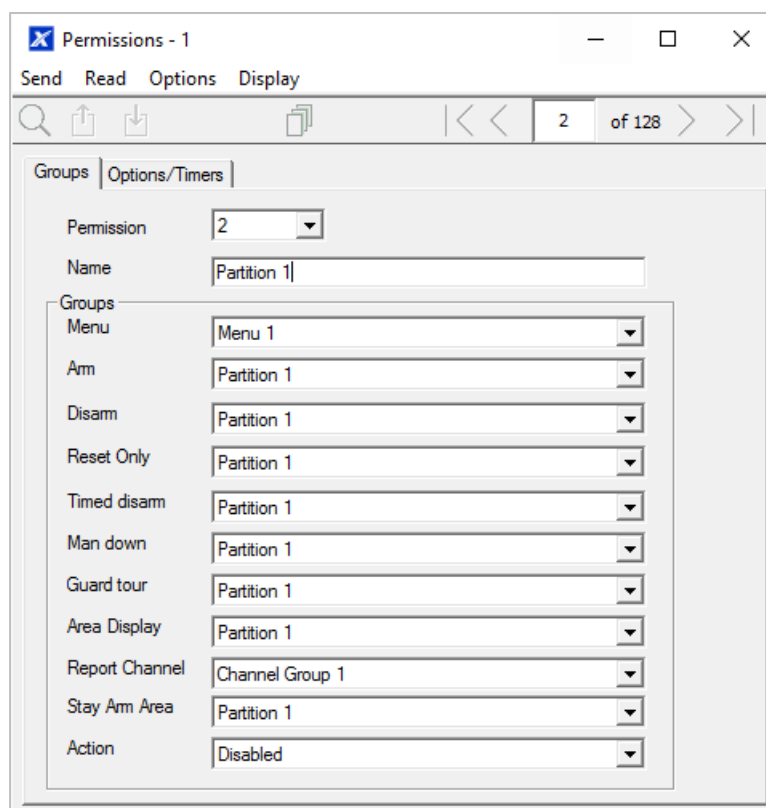 Permissions - 1
Send Read Options Display
2 of 128
Groups Options/Timers
Permission 2
Name Partition 1
Groups
Menu Menu 1
Arm Partition 1
Disarm Partition 1
Reset Only Partition 1
Timed disarm Partition 1
Man down Partition 1
Guard tour Partition 1
Area Display Partition 1
Report Channel Channel Group 1
Stay Arm Area Partition 1
Action Disabled